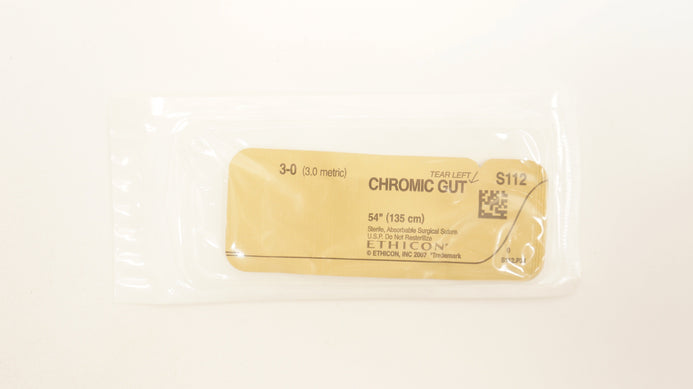 3-0 (3.0 metric)
TEAR LEFT
CHROMIC GUT
S112
54" (135 cm)
Sterile, Absorbable Surgical Suture
U.S.P. Do Not Resterilize
ETHICON*
© ETHICON, INC 2007 *Trademark